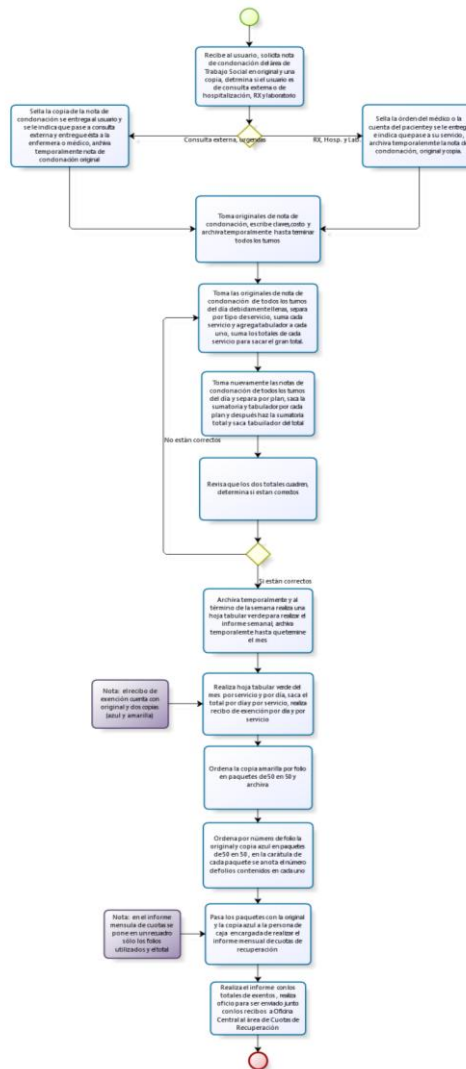 Recibe al usuario, solicita nota
de condonación del área de
Trabajo Social en original y una
copia, detrmina si el usuario es
de consulta externa o de
hospitalización, RX y laboratorio
Sella la copia de la nota de
condonación se entrega al usuario y
se le indica que pase a consulta
externa y entregue ésta a la
enfermera o médico, archiva
temporalmente nota de
condonación original
Consulta externa, urgencias
RX, Hosp. y Lab.
Sella la órden del médico o la
cuenta del paciente y se le entrega
e indica que pase a su servicio,
archiva temporalemnte la nota de
condonación, original y copia.
Toma originales de nota de
condonación, escribe claves, costo y
archiva temporalmente hasta terminar
todos los turnos
Toma las originales de nota de
condonación de todos los turnos
del día debidamente llenas, separa
por tipo de servicio, suma cada
servicio y agrega tabulador a cada
uno, suma los totales de cada
servicio para sacar el gran total.
Toma nuevamente las notas de
condonación de todos los turnos
del día y separa por plan, saca la
sumatoria y tabulador por cada
plan y después haz la sumatoria
total y saca tabulador del total
No están correctos
Revisa que los dos totales cuadren,
determina si estan corredos
Si están correctos
Archiva temporalmente y al
término de la semana realiza una
hoja tabular verde para realizar el
informe semanal, archiva
temporalente hasta que termine el
mes
Nota: el recibo de
exención cuenta con
original y dos copias
(azul y amarilla)
Realiza hoja tabular verde del
mes por servicio y por día, saca el
total por día y por servicio, realiza
recibo de exención por día y por
servicio
Ordena la copia amarilla por folio
en paquetes de 50 en 50 y
archiva
Ordena por número de folio la
original y copia azul en paquetes
de 50 en 50 , en la carátula de
cada paquete se anota el número
de folios contenidos en cada uno
Nota: en el informe
mensula de cuotas se
pone en un recuadro
sólo los folios
utilizados y el total
Pasa los paquetes con la original
y la copia azul a la persona de
caja encargada de realizar el
informe mensual de cuotas de
recuperación
Realiza el informe con los
totales de exentos , realiza
oficio para ser enviado junto
con los recibos a Oficina
Central al área de Cuotas de
Recuperación